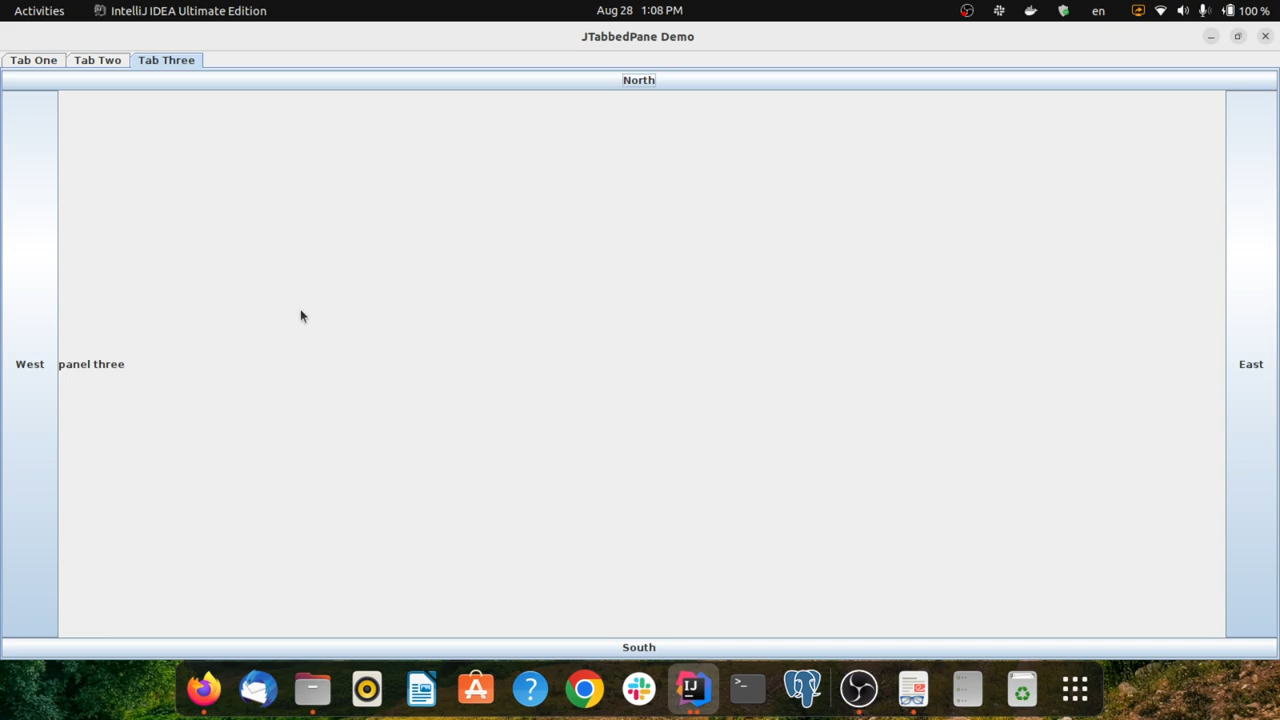 Activities IntelliJ IDEA Ultimate Edition Aug 28 1:08 PM en 100 %
JTabbedPane Demo
Tab One Tab Two Tab Three
North
West panel three East
South